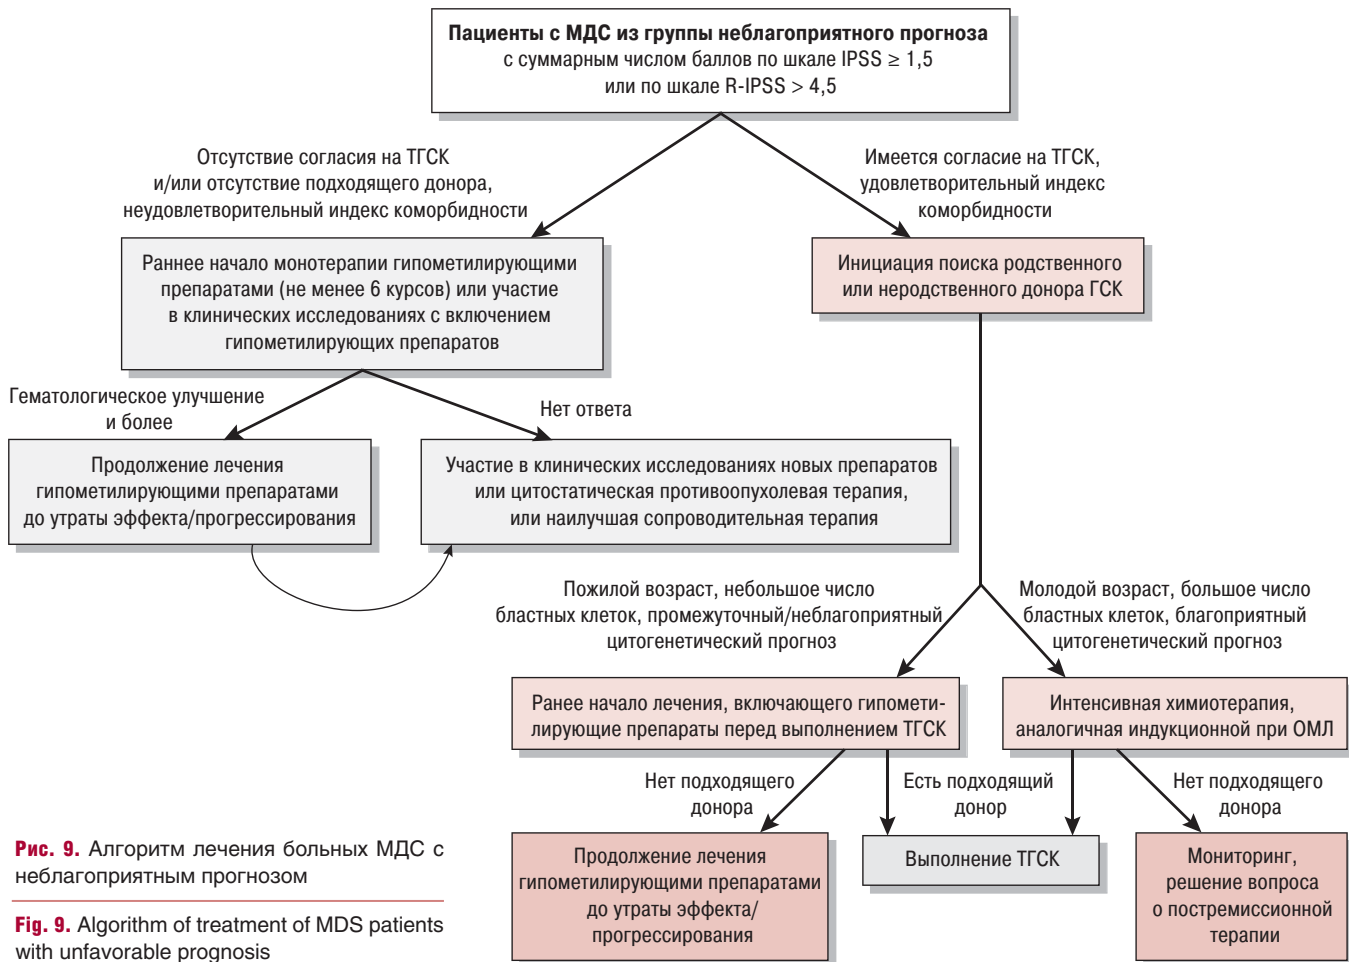 Пациенты с МДС из группы неблагоприятного прогноза
с суммарным числом баллов по шкале IPSS ≥ 1,5
или по шкале R-IPSS > 4,5
Отсутствие согласия на ТГСК
и/или отсутствие подходящего донора,
неудовлетворительный индекс коморбидности
Имеется согласие на ТГСК,
удовлетворительный индекс
коморбидности
Раннее начало монотерапии гипометилирующими
препаратами (не менее 6 курсов) или участие
в клинических исследованиях с включением
гипометилирующих препаратов
Инициация поиска родственного
или неродственного донора ГСК
Гематологическое улучшение
и более
Нет ответа
Продолжение лечения
гипометилирующими препаратами
до утраты эффекта/прогрессирования
Участие в клинических исследованиях новых препаратов
или цитостатическая противоопухолевая терапия,
или наилучшая сопроводительная терапия
Пожилой возраст, небольшое число
бластных клеток, промежуточный/неблагоприятный
цитогенетический прогноз
Молодой возраст, большое число
бластных клеток, благоприятный
цитогенетический прогноз
Ранее начало лечения, включающего гипомети-
лирующие препараты перед выполнением ТГСК
Интенсивная химиотерапия,
аналогичная индукционной при ОМЛ
Нет подходящего
донора
Есть подходящий
донор
Нет подходящего
донора
Продолжение лечения
гипометилирующими препаратами
до утраты эффекта/
прогрессирования
Выполнение ТГСК
Мониторинг,
решение вопроса
о постремиссионной
терапии
Рис. 9. Алгоритм лечения больных МДС с
неблагоприятным прогнозом
Fig. 9. Algorithm of treatment of MDS patients
with unfavorable prognosis